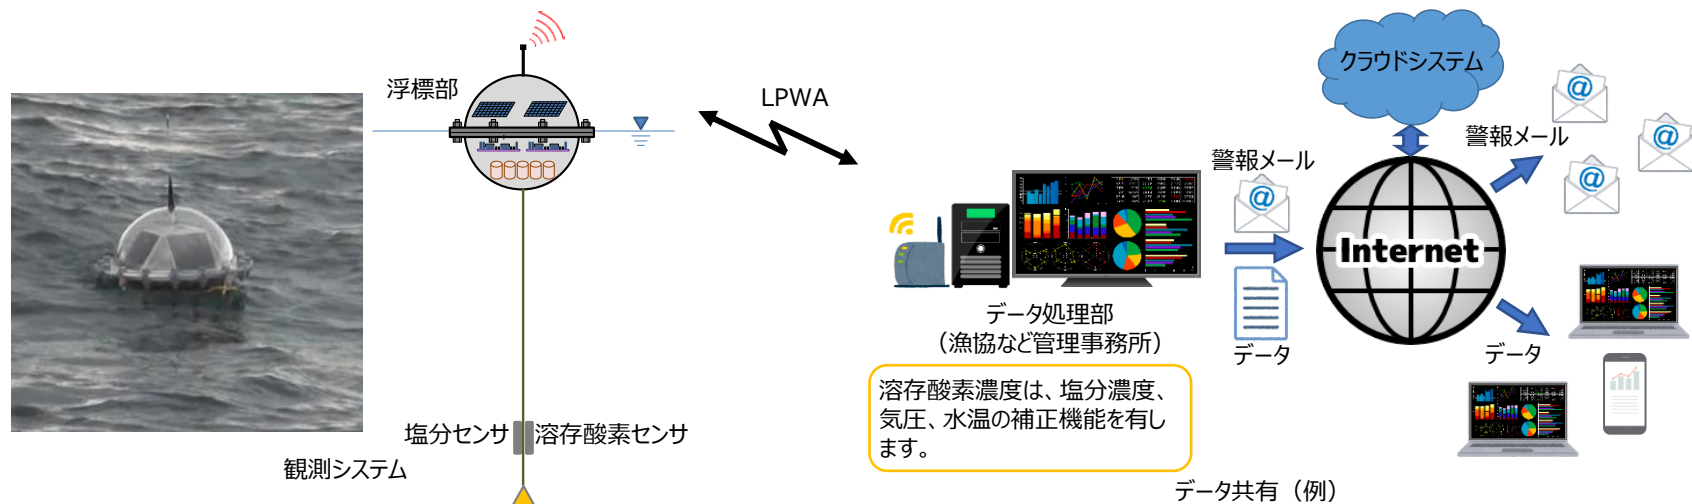 クラウドシステム
浮標部
LPWA
警報メール
警報メール
@
@
@
@
Internet
データ処理部
（漁協など管理事務所）
データ
データ
溶存酸素濃度は、塩分濃度、
気圧、水温の補正機能を有し
ます。
塩分センサ
溶存酸素センサ
観測システム
データ共有（例）